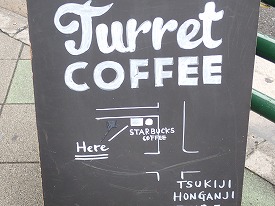 Turret
COFFEE
STARBUCKS
COFFEE
Here
TSUKIJI
HONGANJI